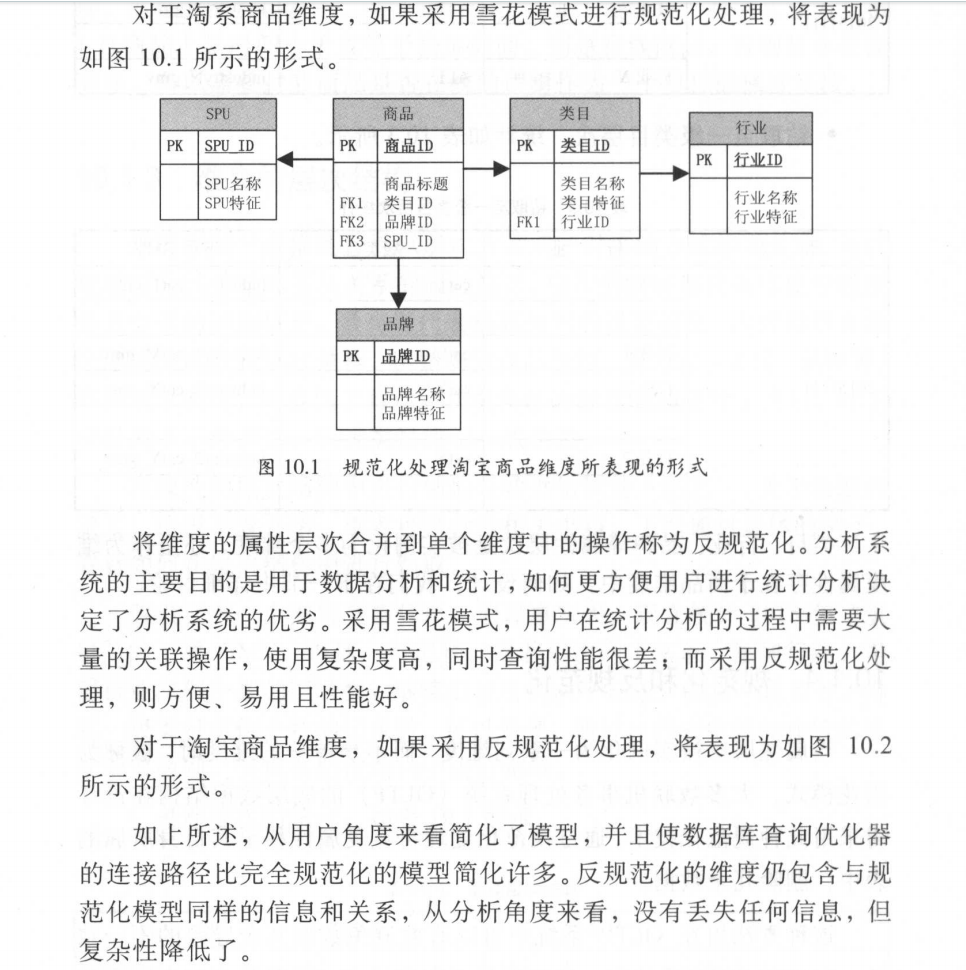 对于淘系商品维度，如果采用雪花模式进行规范化处理，将表现为
如图 10.1 所示的形式。
SPU
PK SPU_ID
SPU名称
SPU特征
商品
PK 商品ID
商品标题
FK1 类目ID
FK2 品牌ID
FK3 SPU_ID
类目
PK 类目ID
类目名称
类目特征
FK1 行业ID
行业
PK 行业ID
行业名称
行业特征
品牌
PK 品牌ID
品牌名称
品牌特征
图 10.1 规范化处理淘宝商品维度所表现的形式
将维度的属性层次合并到单个维度中的操作称为反规范化。分析系
统的主要目的是用于数据分析和统计，如何更方便用户进行统计分析决
定了分析系统的优劣。采用雪花模式，用户在统计分析的过程中需要大
量的关联操作，使用复杂度高，同时查询性能很差；而采用反规范化处
理，则方便、易用且性能好。
对于淘宝商品维度，如果采用反规范化处理，将表现为如图 10.2
所示的形式。
如上所述，从用户角度来看简化了模型，并且使数据库查询优化器
的连接路径比完全规范化的模型简化许多。反规范化的维度仍包含与规
范化模型同样的信息和关系，从分析角度来看，没有丢失任何信息，但
复杂性降低了。